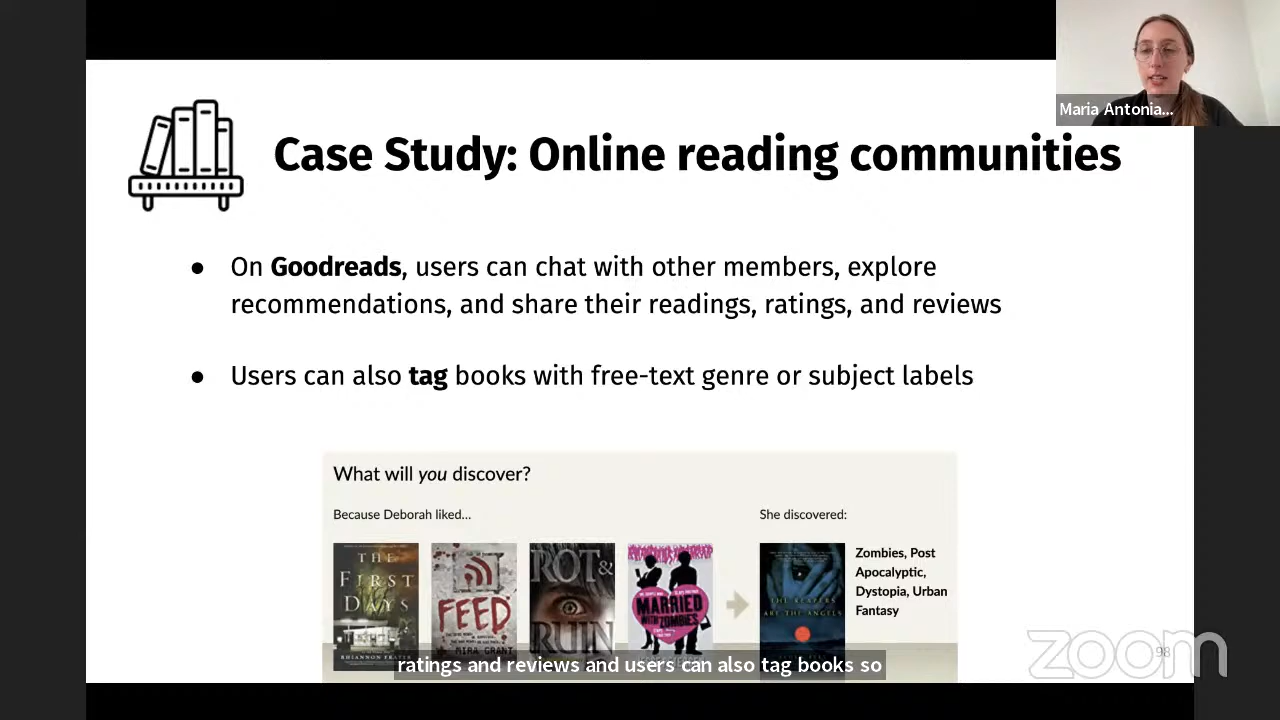 Maria Antonia...
Case Study: Online reading communities
● On Goodreads, users can chat with other members, explore
recommendations, and share their readings, ratings, and reviews
● Users can also tag books with free-text genre or subject labels
What will you discover?
Because Deborah liked...
She discovered:
THE
FIRST
DAYS
RHIANNON FRATER
FEED
MIRA GRANT
ROT &
RUIN
MARRIED
WITH ZOMBIES
THE REAPERS
ARE THE ANGELS
Zombies, Post
Apocalyptic,
Dystopia, Urban
Fantasy
ratings and reviews and users can also tag books so
zoom
98